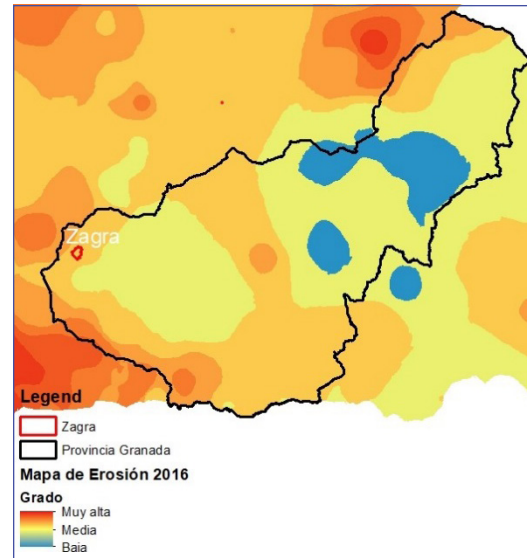 Zagra
Legend
Zagra
Provincia Granada
Mapa de Erosión 2016
Grado
Muy alta
Media
Baja